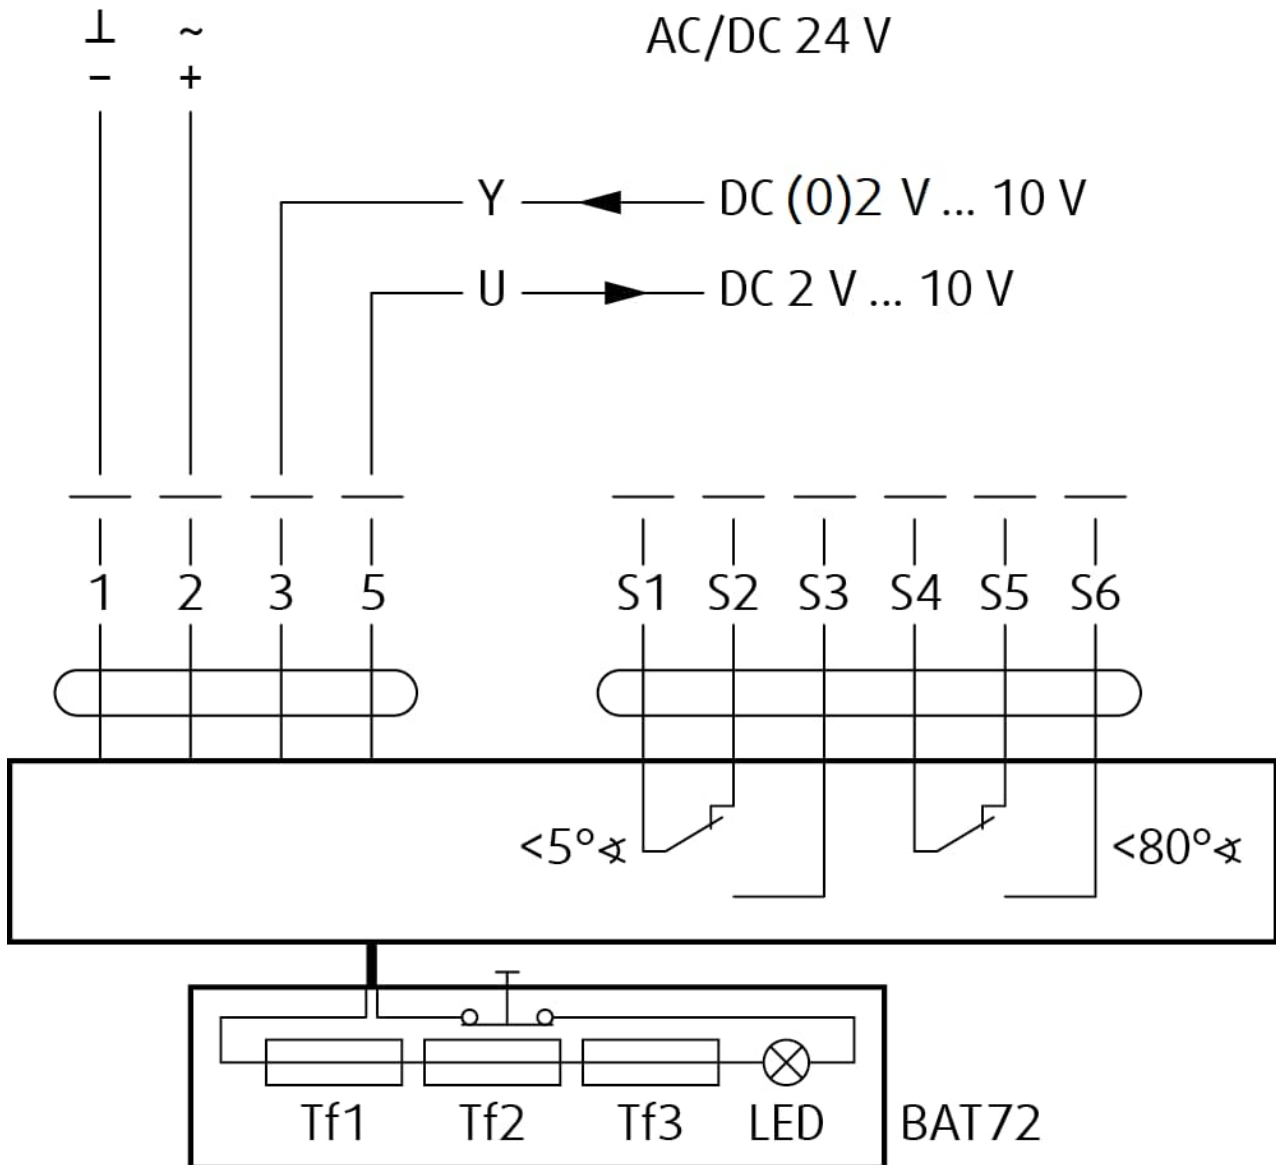 ⊥ ~ AC/DC 24 V
– +
Y DC (0)2 V ... 10 V
U DC 2 V ... 10 V
1 2 3 5 S1 S2 S3 S4 S5 S6
<5°∢ <80°∢
Tf1 Tf2 Tf3 LED BAT72